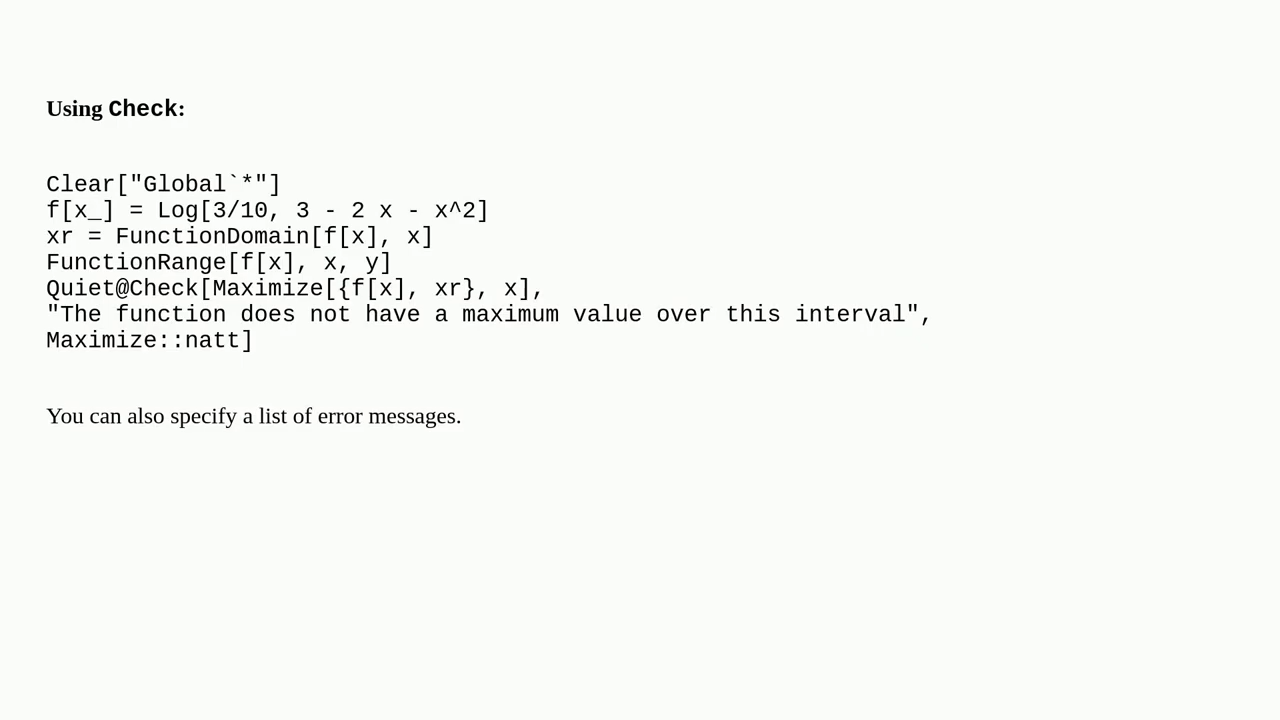 Using Check:
Clear["Global`*"]
f[x_] = Log[3/10, 3 - 2 x - x^2]
xr = FunctionDomain[f[x], x]
FunctionRange[f[x], x, y]
Quiet@Check[Maximize[{f[x], xr}, x],
"The function does not have a maximum value over this interval",
Maximize::natt]
You can also specify a list of error messages.